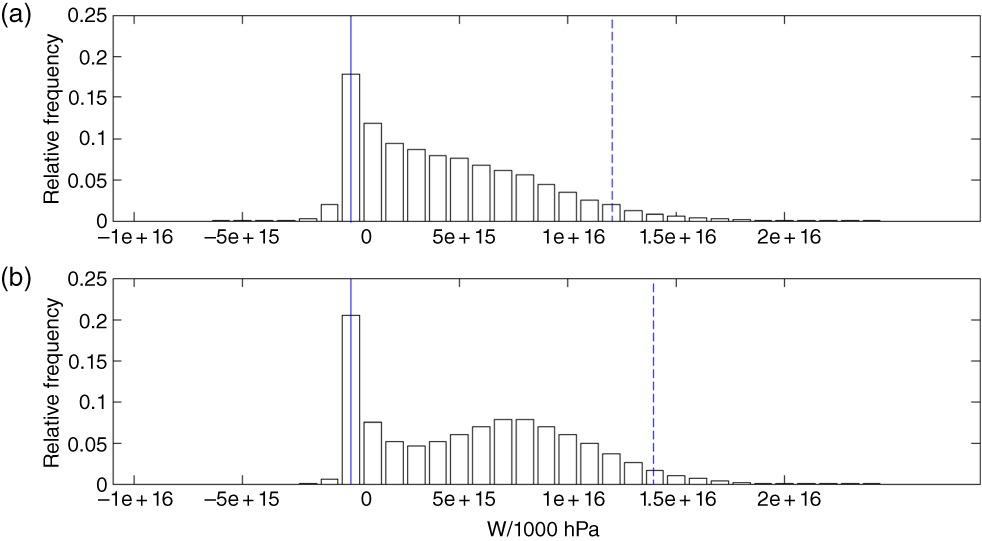 (a)
Relative frequency
0.25
0.2
0.15
0.1
0.05
0
−1e + 16 −5e + 15 0 5e + 15 1e + 16 1.5e + 16 2e + 16
(b)
Relative frequency
0.25
0.2
0.15
0.1
0.05
0
−1e + 16 −5e + 15 0 5e + 15 1e + 16 1.5e + 16 2e + 16
W/1000 hPa